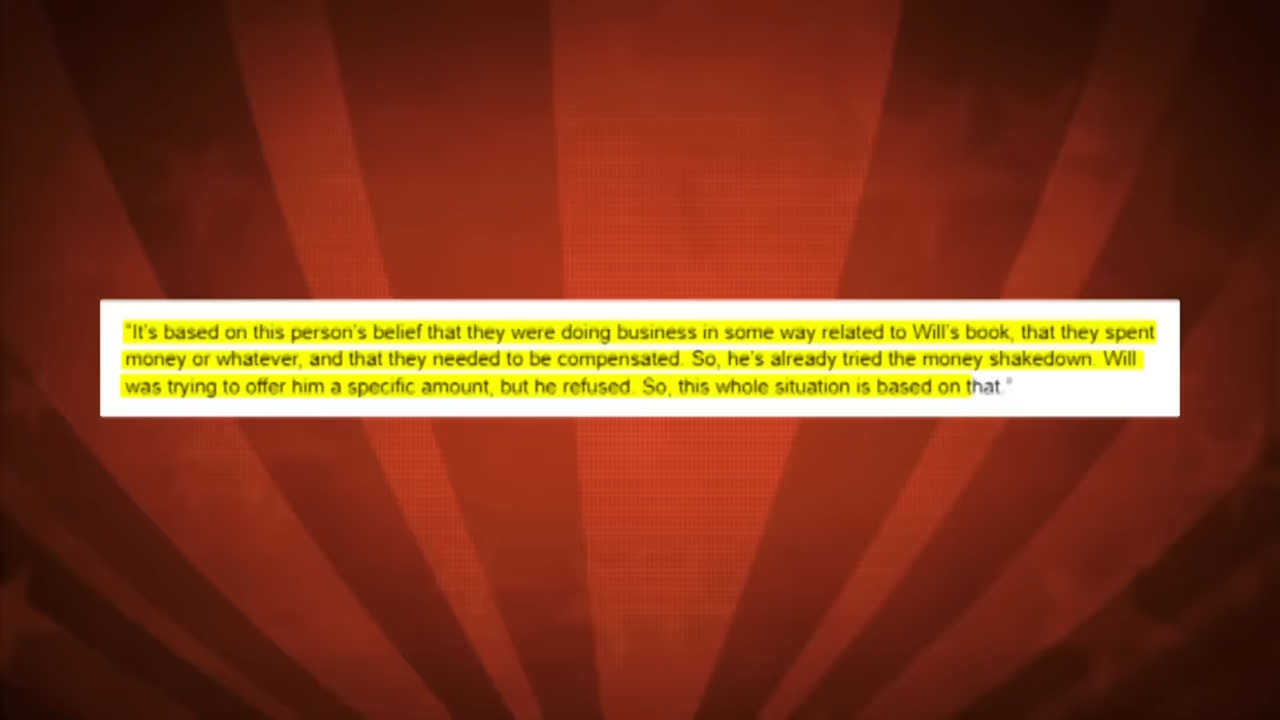 "It's based on this person's belief that they were doing business in some way related to Will's book, that they spent
money or whatever, and that they needed to be compensated. So, he's already tried the money shakedown. Will
was trying to offer him a specific amount, but he refused. So, this whole situation is based on that."